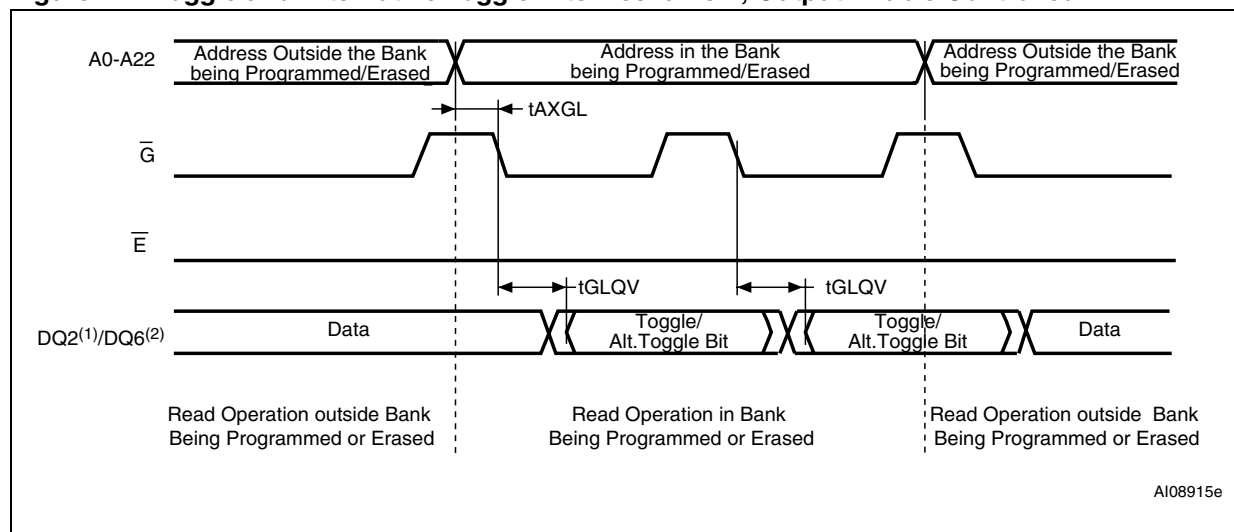 A0-A22
Address Outside the Bank
being Programmed/Erased
Address in the Bank
being Programmed/Erased
Address Outside the Bank
being Programmed/Erased
tAXGL
G
E
tGLQV
tGLQV
DQ2(1)/DQ6(2)
Data
Toggle/
Alt.Toggle Bit
Toggle/
Alt.Toggle Bit
Data
Read Operation outside Bank
Being Programmed or Erased
Read Operation in Bank
Being Programmed or Erased
Read Operation outside Bank
Being Programmed or Erased
AI08915e